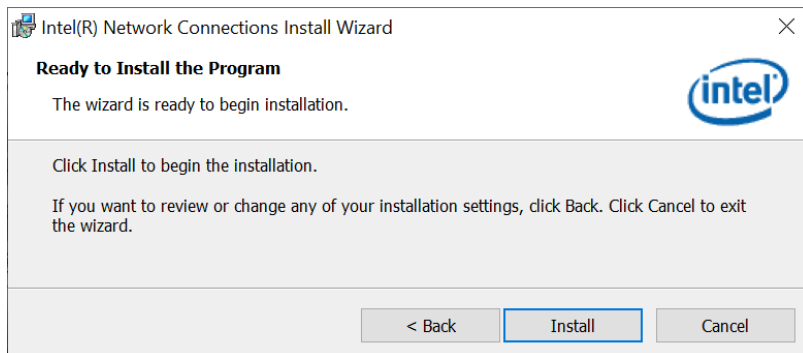 Intel(R) Network Connections Install Wizard
Ready to Install the Program
The wizard is ready to begin installation.
intel
Click Install to begin the installation.
If you want to review or change any of your installation settings, click Back. Click Cancel to exit
the wizard.
< Back
Install
Cancel